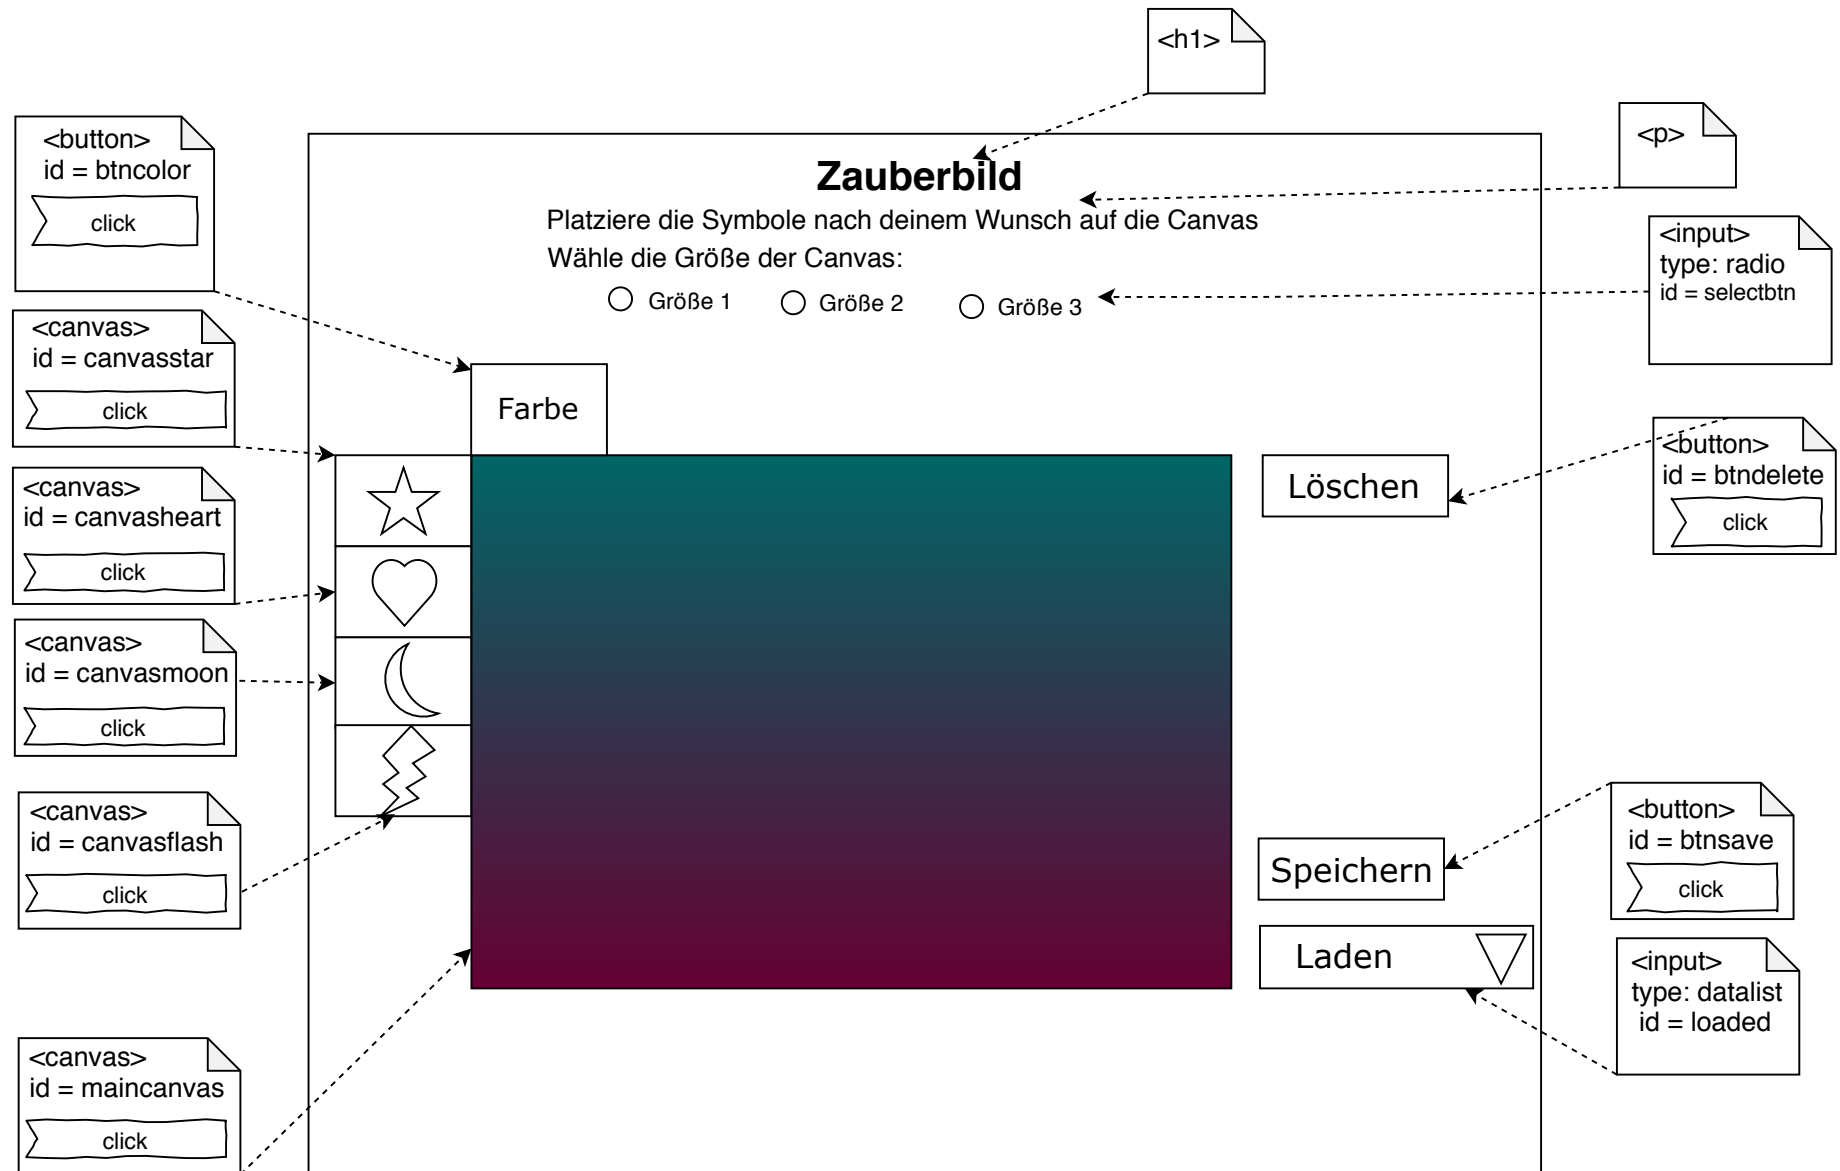 <h1>
<button>
id = btncolor
click
<p>
Zauberbild
Platziere die Symbole nach deinem Wunsch auf die Canvas
Wähle die Größe der Canvas:
Größe 1
Größe 2
Größe 3
<input>
type: radio
id = selectbtn
<canvas>
id = canvasstar
click
Farbe
<canvas>
id = canvasheart
click
Löschen
<button>
id = btndelete
click
<canvas>
id = canvasmoon
click
<canvas>
id = canvasflash
click
Speichern
<button>
id = btnsave
click
Laden
<input>
type: datalist
id = loaded
<canvas>
id = maincanvas
click